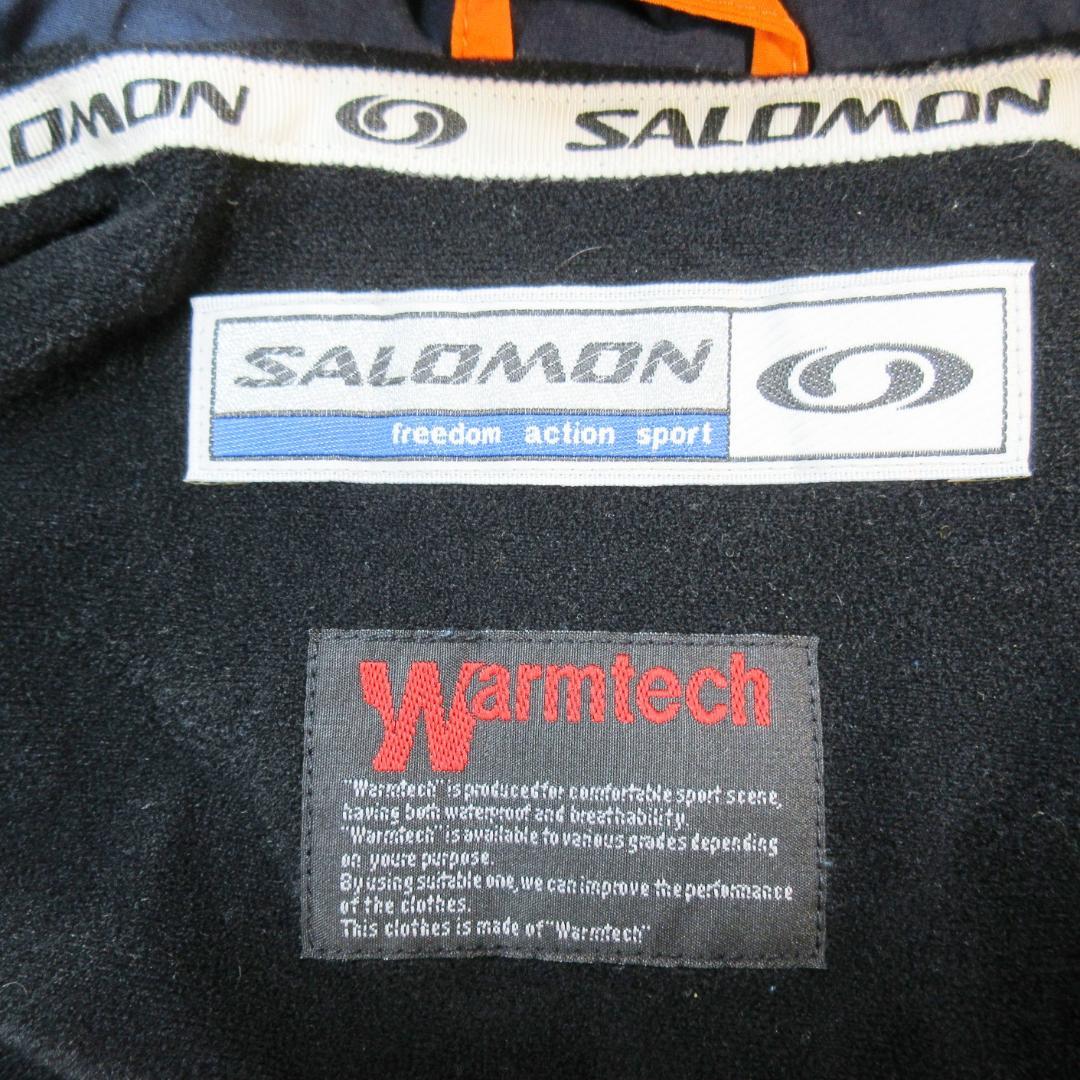 LOMON SALOMON
SALOMON
freedom action sport
Warmtech
"Warmtech" is produced for comfortable sport scene,
having both waterproof and breathability.
"Warmtech" is available to various grades depending
on youre purpose.
By using suitable one, we can improve the performance
of the clothes.
This clothes is made of "Warmtech"